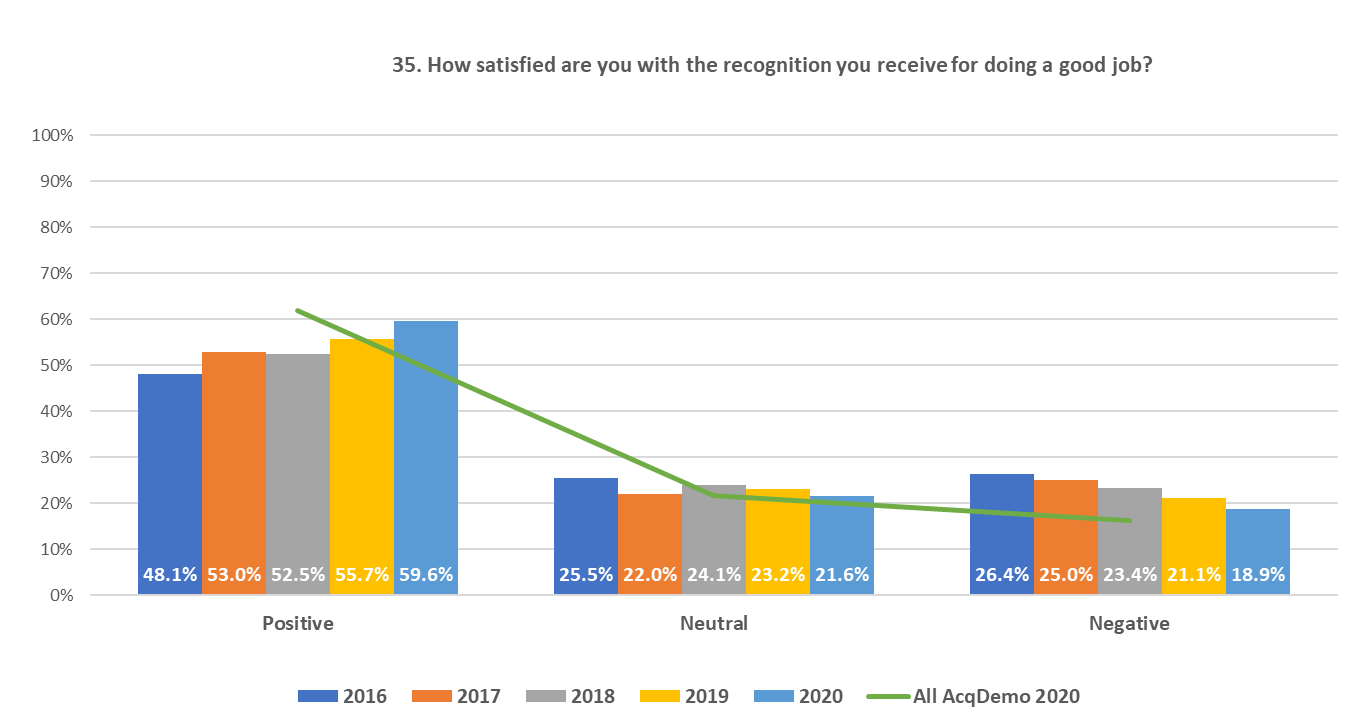 35. How satisfied are you with the recognition you receive for doing a good job?
100%
90%
80%
70%
60%
50%
40%
30%
20%
10%
0%
48.1% 53.0% 52.5% 55.7% 59.6%
25.5% 22.0% 24.1% 23.2% 21.6%
26.4% 25.0% 23.4% 21.1% 18.9%
Positive Neutral Negative
2016 2017 2018 2019 2020 All AcqDemo 2020